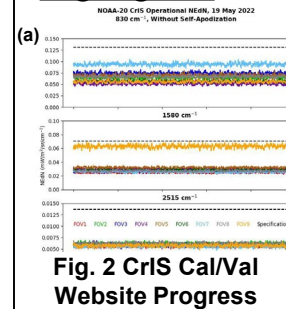 NOAA-20 CrIS Operational NEdN, 19 May 2022
830 cm⁻¹, Without Self-Apodization
(a)
0.150
0.125
0.100
0.075
0.050
0.025
0.000
1580 cm⁻¹
0.10
0.08
0.06
0.04
0.02
0.00
2515 cm⁻¹
0.0150
0.0125
0.0100
0.0075
0.0050
FOV1 FOV2 FOV3 FOV4 FOV5 FOV6 FOV7 FOV8 FOV9 Specification
Fig. 2 CrIS Cal/Val
Website Progress